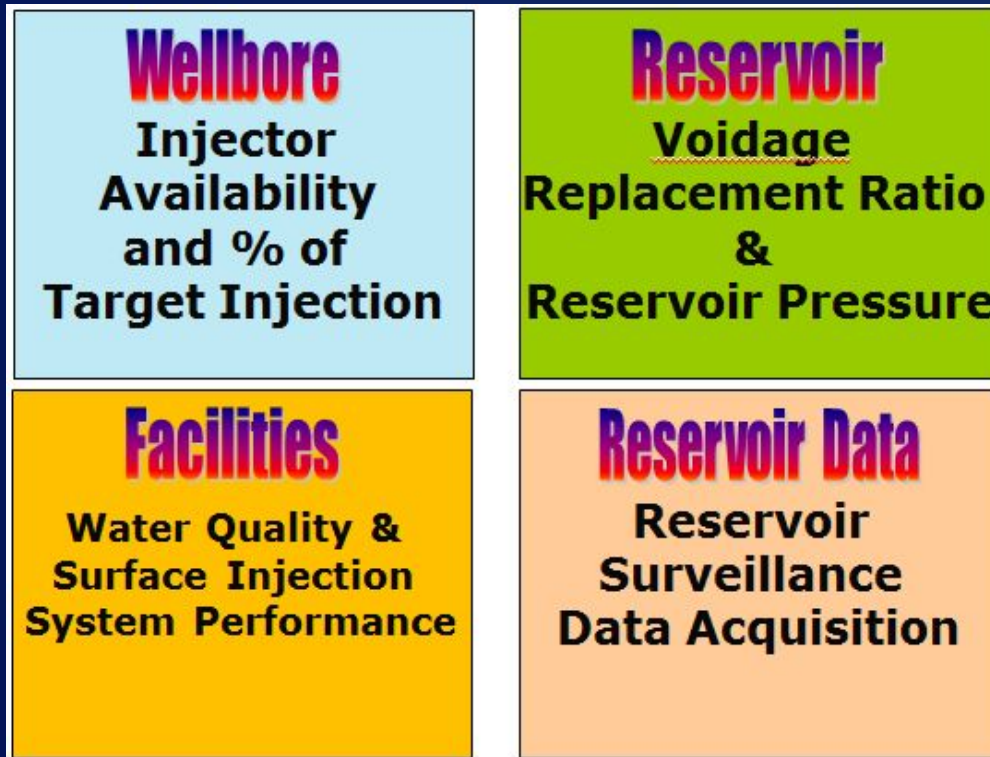 Wellbore
Injector
Availability
and % of
Target Injection
Reservoir
Voidage
Replacement Ratio
&
Reservoir Pressure
Facilities
Water Quality &
Surface Injection
System Performance
Reservoir Data
Reservoir
Surveillance
Data Acquisition